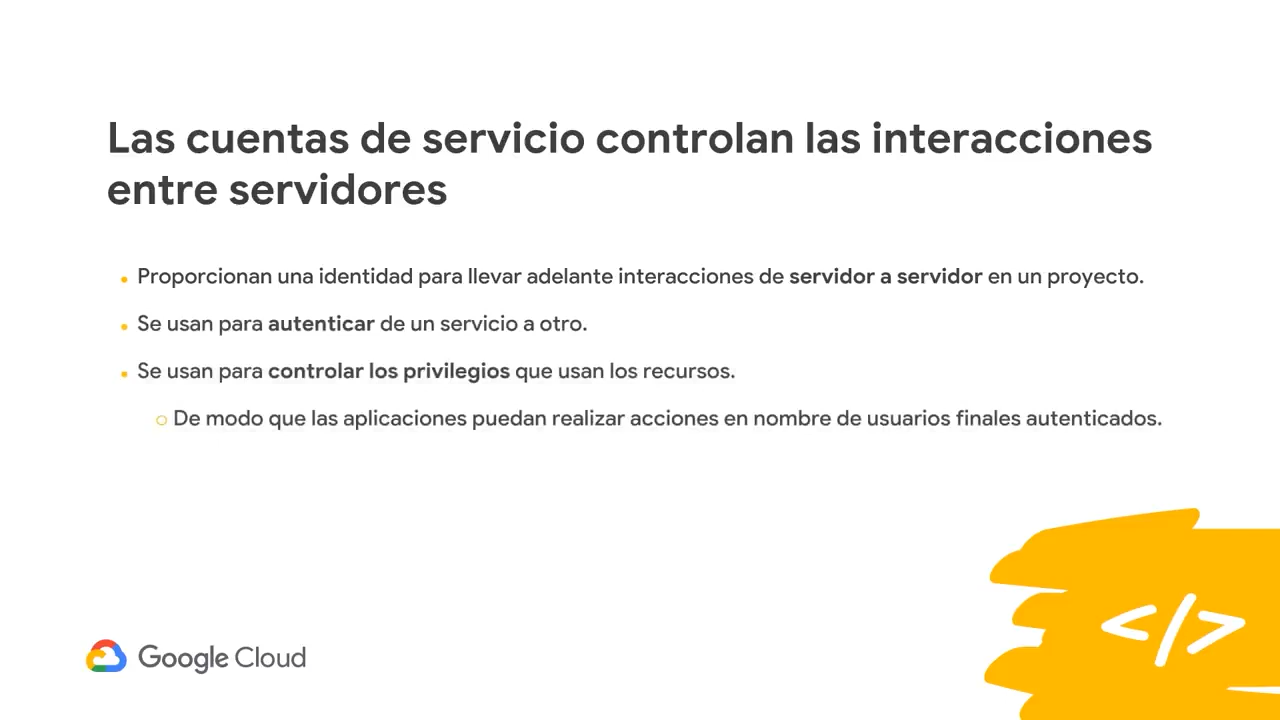 Las cuentas de servicio controlan las interacciones
entre servidores
• Proporcionan una identidad para llevar adelante interacciones de servidor a servidor en un proyecto.
• Se usan para autenticar de un servicio a otro.
• Se usan para controlar los privilegios que usan los recursos.
○ De modo que las aplicaciones puedan realizar acciones en nombre de usuarios finales autenticados.
</>
Google Cloud